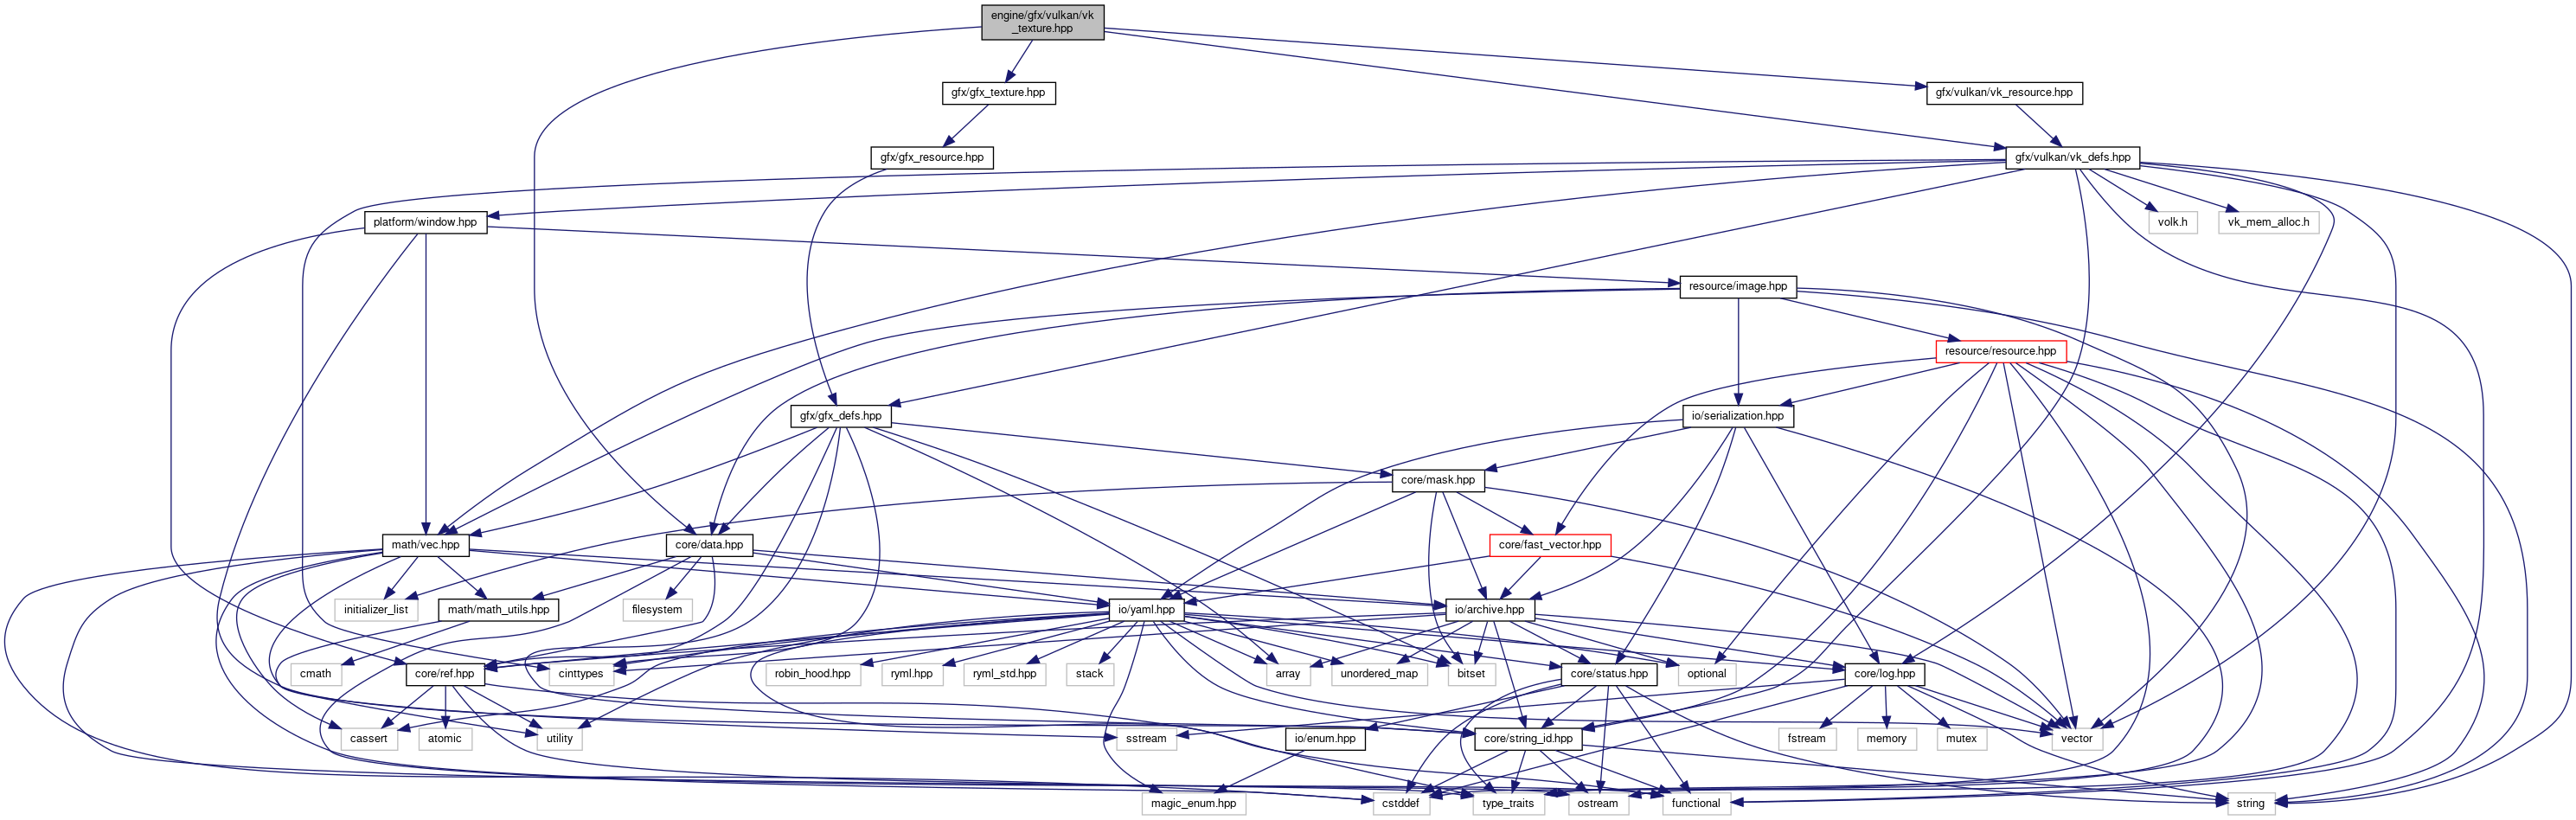 engine/gfx/vulkan/vk
_texture.hpp
gfx/gfx_texture.hpp
gfx/vulkan/vk_resource.hpp
gfx/gfx_resource.hpp
gfx/vulkan/vk_defs.hpp
platform/window.hpp
volk.h
vk_mem_alloc.h
resource/image.hpp
resource/resource.hpp
gfx/gfx_defs.hpp
io/serialization.hpp
core/mask.hpp
math/vec.hpp
core/data.hpp
core/fast_vector.hpp
initializer_list
math/math_utils.hpp
filesystem
io/yaml.hpp
io/archive.hpp
cmath
core/ref.hpp
cinttypes
robin_hood.hpp
ryml.hpp
ryml_std.hpp
stack
array
unordered_map
bitset
core/status.hpp
optional
core/log.hpp
cassert
atomic
utility
sstream
io/enum.hpp
core/string_id.hpp
fstream
memory
mutex
vector
magic_enum.hpp
cstddef
type_traits
ostream
functional
string